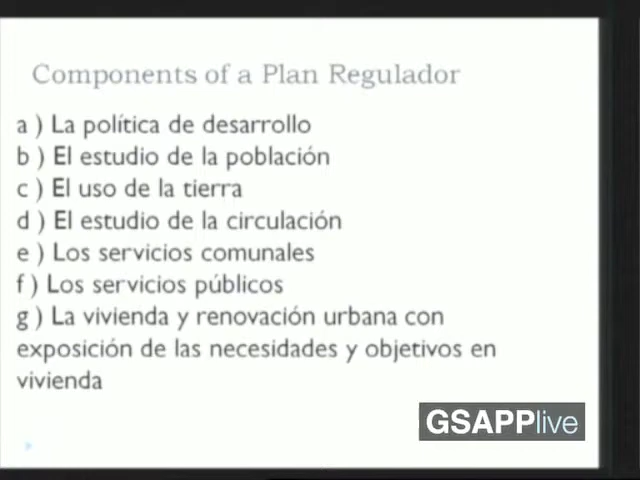 Components of a Plan Regulador
a ) La política de desarrollo
b ) El estudio de la población
c ) El uso de la tierra
d ) El estudio de la circulación
e ) Los servicios comunales
f ) Los servicios públicos
g ) La vivienda y renovación urbana con
exposición de las necesidades y objetivos en
vivienda
GSAPPlive